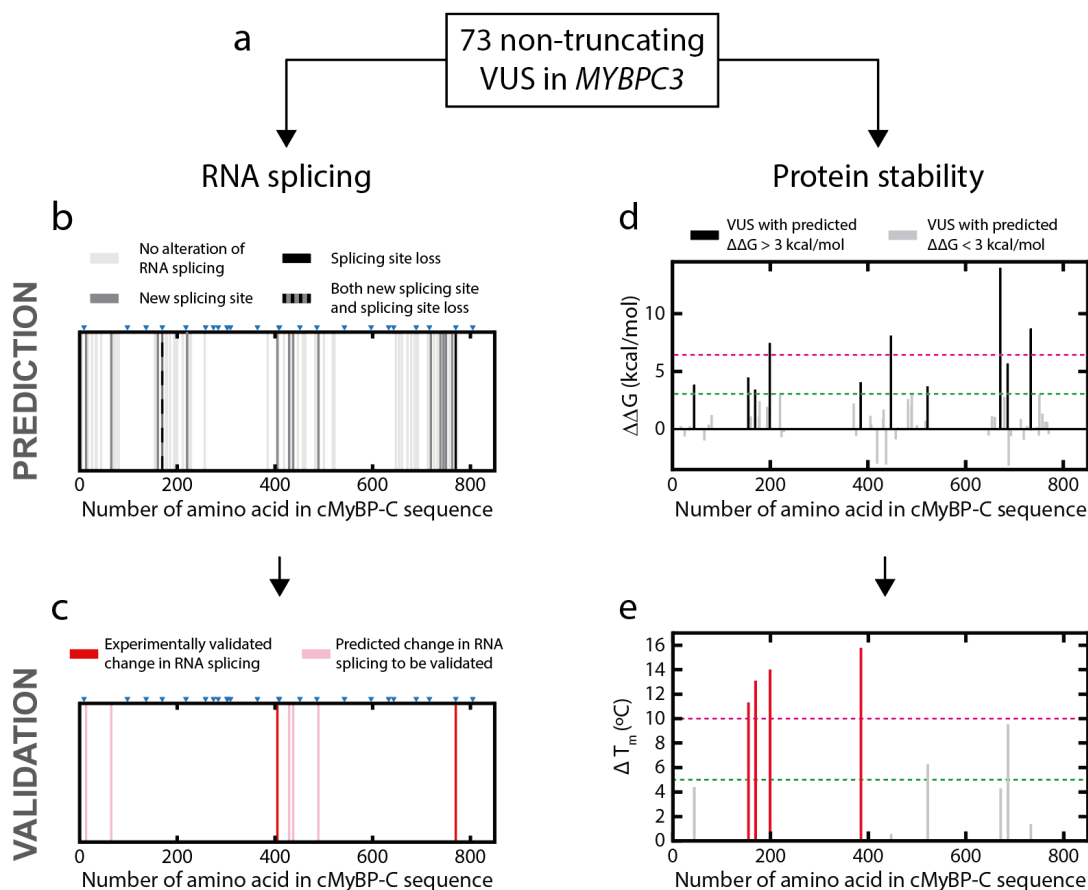 a
73 non-truncating
VUS in MYBPC3
RNA splicing
Protein stability
PREDICTION
b
No alteration of
RNA splicing
Splicing site loss
New splicing site
Both new splicing site
and splicing site loss
0 200 400 600 800
Number of amino acid in cMyBP-C sequence
d
VUS with predicted
ΔΔG > 3 kcal/mol
VUS with predicted
ΔΔG < 3 kcal/mol
ΔΔG (kcal/mol)
10
5
0
0 200 400 600 800
Number of amino acid in cMyBP-C sequence
VALIDATION
c
Experimentally validated
change in RNA splicing
Predicted change in RNA
splicing to be validated
0 200 400 600 800
Number of amino acid in cMyBP-C sequence
e
Δ Tm (ºC)
16
14
12
10
8
6
4
2
0
0 200 400 600 800
Number of amino acid in cMyBP-C sequence